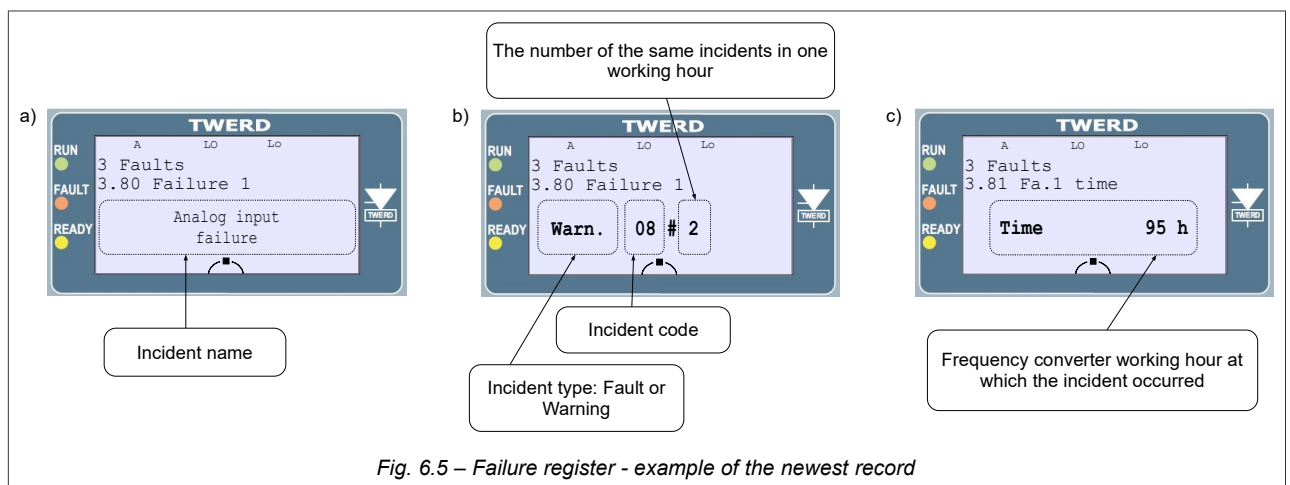 The number of the same incidents in one
working hour
a)
TWERD
A LO Lo
RUN
3 Faults
FAULT
3.80 Failure 1
Analog input
failure
READY
TWERD
Incident name
b)
TWERD
A LO Lo
RUN
3 Faults
FAULT
3.80 Failure 1
READY
Warn. 08 # 2
TWERD
Incident code
Incident type: Fault or
Warning
c)
TWERD
A LO Lo
RUN
3 Faults
FAULT
3.81 Fa.1 time
READY
Time 95 h
TWERD
Frequency converter working hour at
which the incident occurred
Fig. 6.5 – Failure register - example of the newest record